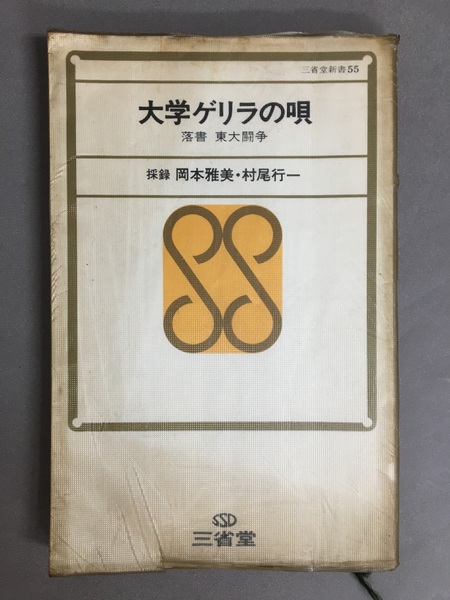 三省堂新書55
大学ゲリラの唄
落書 東大闘争
採録 岡本雅美・村尾行一
SSD
三省堂